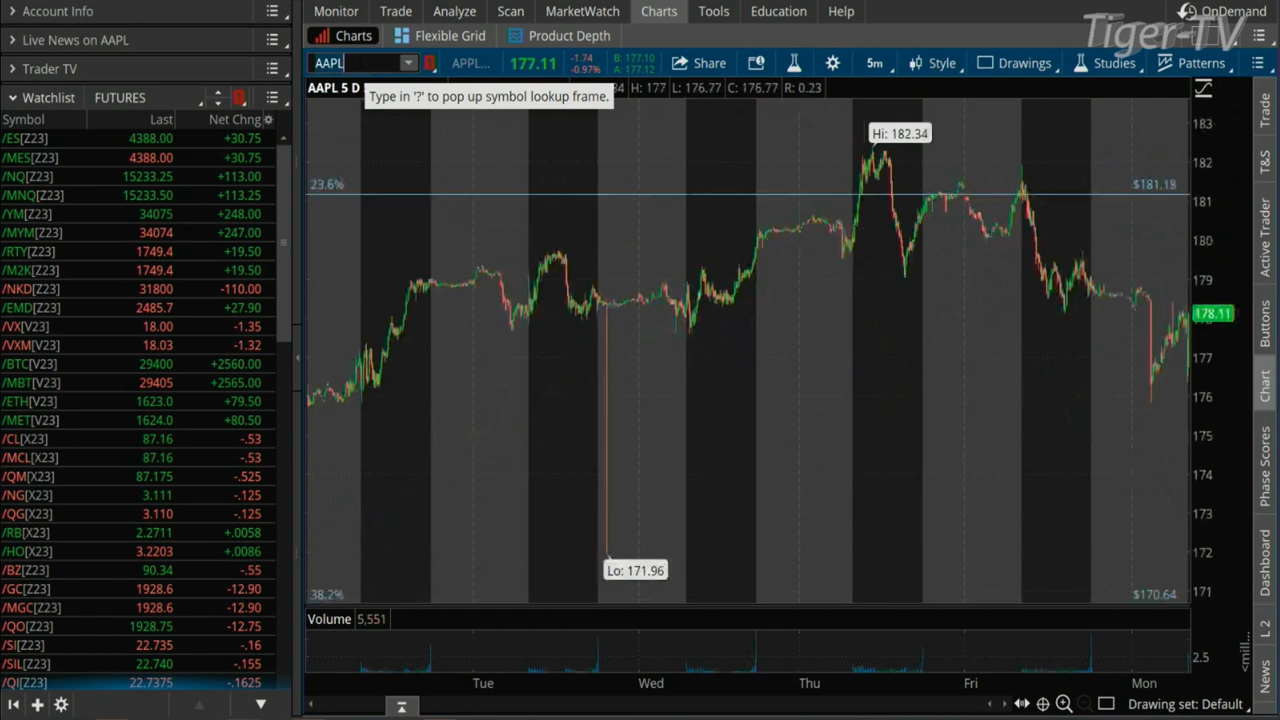 Account Info
Live News on AAPL
Trader TV
Watchlist FUTURES
Symbol Last Net Chng
/ES[Z23] 4388.00 +30.75
/MES[Z23] 4388.00 +30.75
/NQ[Z23] 15233.25 +113.00
/MNQ[Z23] 15233.50 +113.25
/YM[Z23] 34075 +248.00
/MYM[Z23] 34074 +247.00
/RTY[Z23] 1749.4 +19.50
/M2K[Z23] 1749.4 +19.50
/NKD[Z23] 31800 -110.00
/EMD[Z23] 2485.7 +27.90
/VX[V23] 18.00 -1.35
/VXM[V23] 18.03 -1.32
/BTC[V23] 29400 +2560.00
/MBT[V23] 29405 +2565.00
/ETH[V23] 1623.0 +79.50
/MET[V23] 1624.0 +80.50
/CL[X23] 87.16 -.53
/MCL[X23] 87.16 -.53
/QM[X23] 87.175 -.525
/NG[X23] 3.111 -.125
/QG[X23] 3.110 -.125
/RB[X23] 2.2711 +.0058
/HO[X23] 3.2203 +.0086
/BZ[Z23] 90.34 -.55
/GC[Z23] 1928.6 -12.90
/MGC[Z23] 1928.6 -12.90
/QO[Z23] 1928.75 -12.75
/SI[Z23] 22.735 -.16
/SIL[Z23] 22.740 -.155
/QI[Z23] 22.7375 -.1625
Monitor Trade Analyze Scan MarketWatch Charts Tools Education Help OnDemand
Tiger-TV
Charts Flexible Grid Product Depth
AAPL APPL... 177.11 -1.74 -0.97% B: 177.10 A: 177.12 Share 5m Style Drawings Studies Patterns
AAPL 5 D H: 177 L: 176.77 C: 176.77 R: 0.23
Type in '?' to pop up symbol lookup frame.
Hi: 182.34
23.6% $181.18
178.11
Lo: 171.96
38.2% $170.64
183
182
181
180
179
177
176
175
174
173
172
171
Volume 5,551
2.5
<mill...
Tue Wed Thu Fri Mon
Drawing set: Default
Trade
T&S
Active Trader
Buttons
Chart
Phase Scores
Dashboard
L 2
News